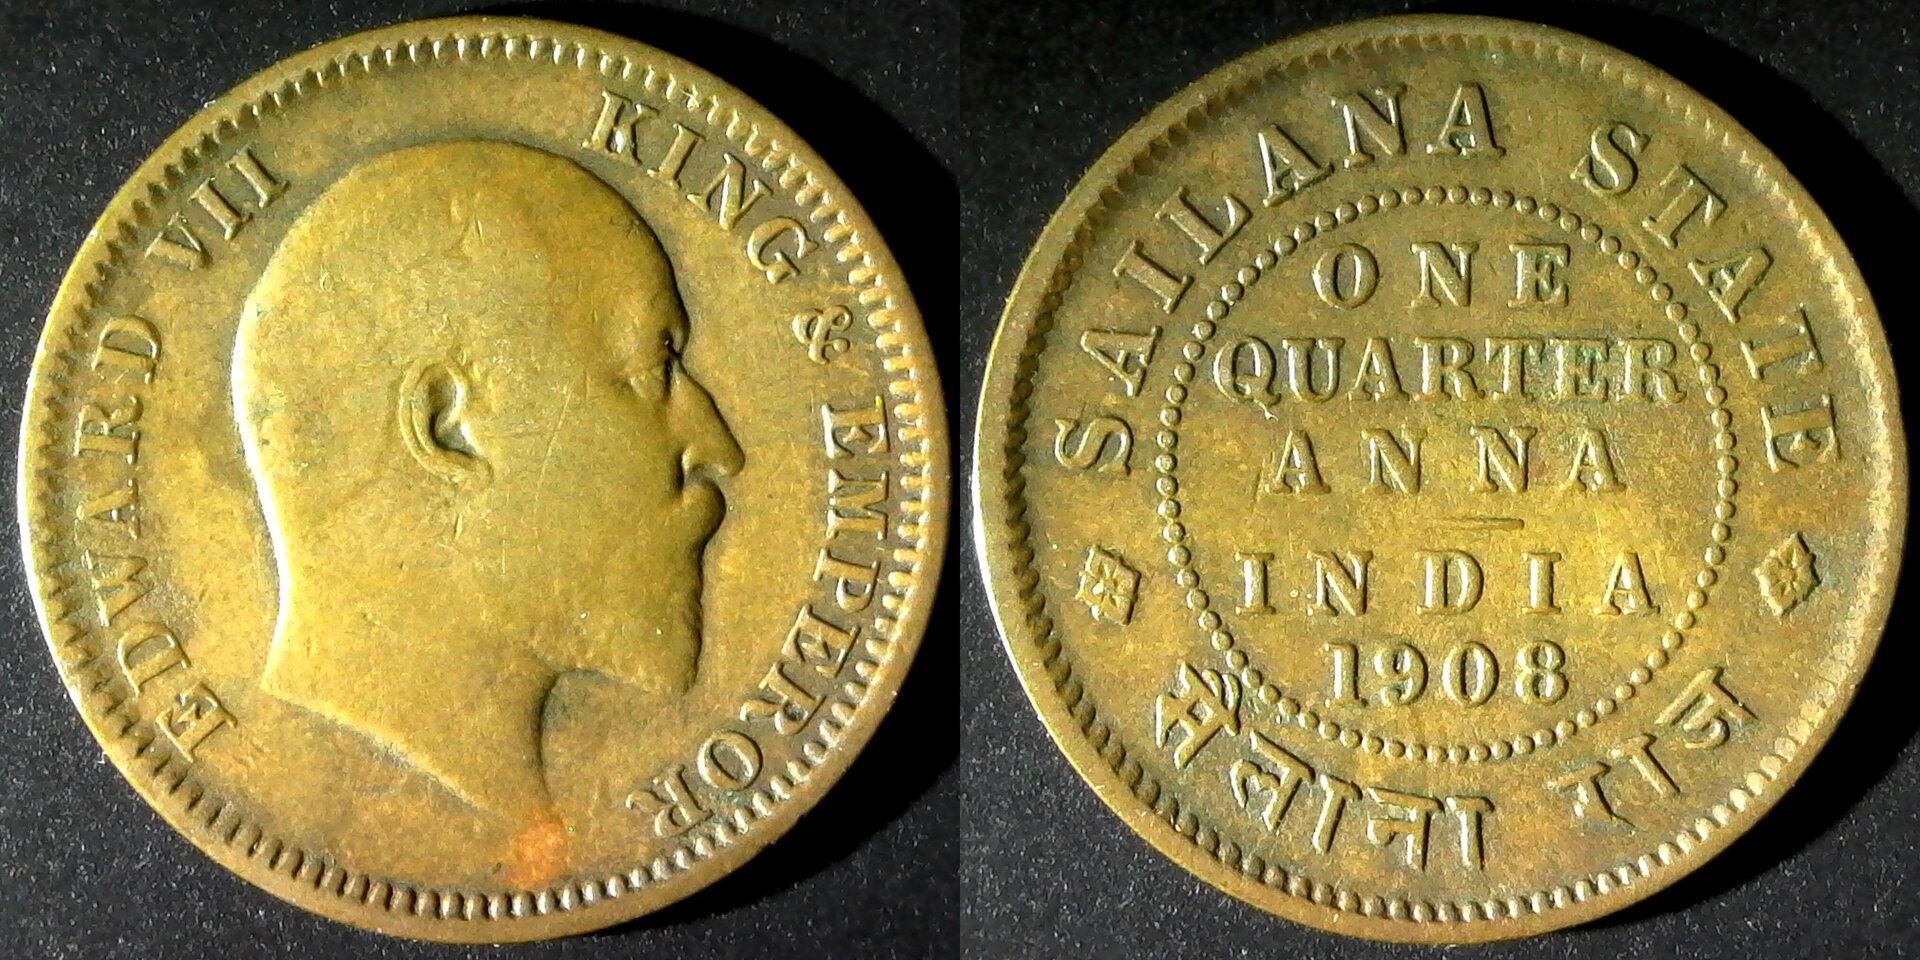 EDWARD VII KING & EMPEROR
SAILANA STATE
ONE
QUARTER
ANNA
INDIA
1908
सैलाना राज